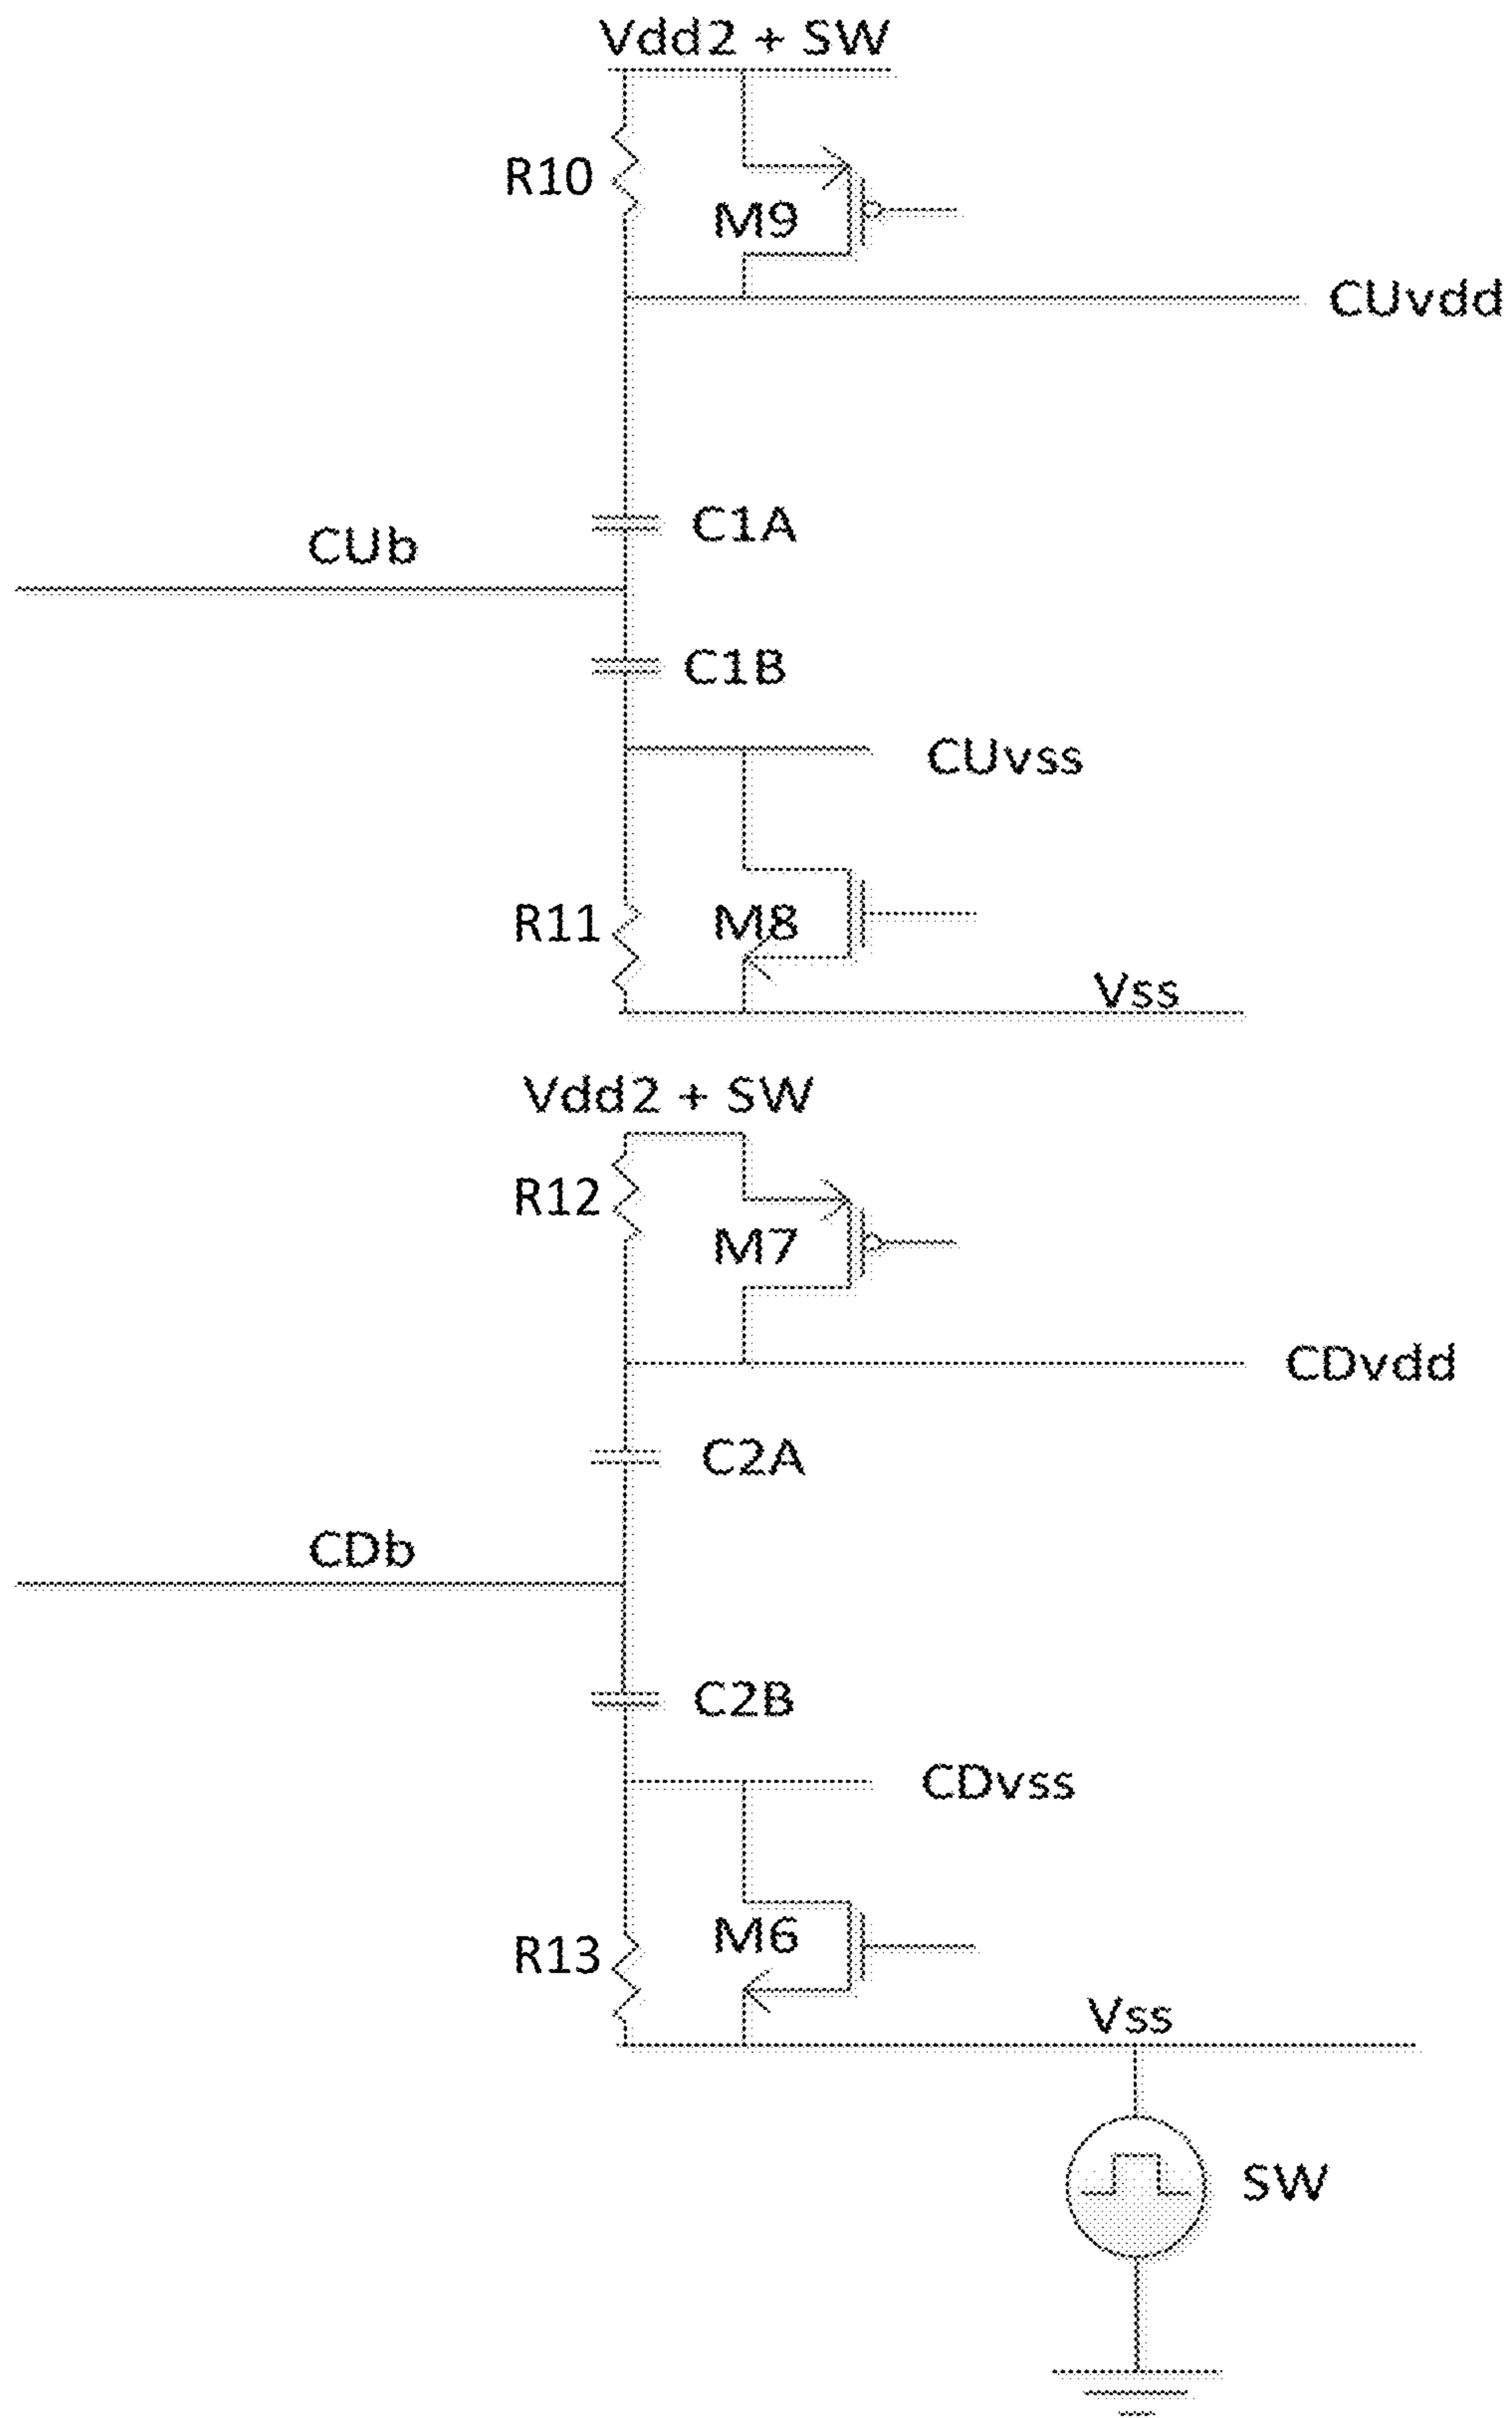 Vdd2 + SW
R10
M9
CUvdd
C1A
CUb
C1B
CUvss
R11
M8
Vss
Vdd2 + SW
R12
M7
CDvdd
C2A
CDb
C2B
CDvss
R13
M6
Vss
SW